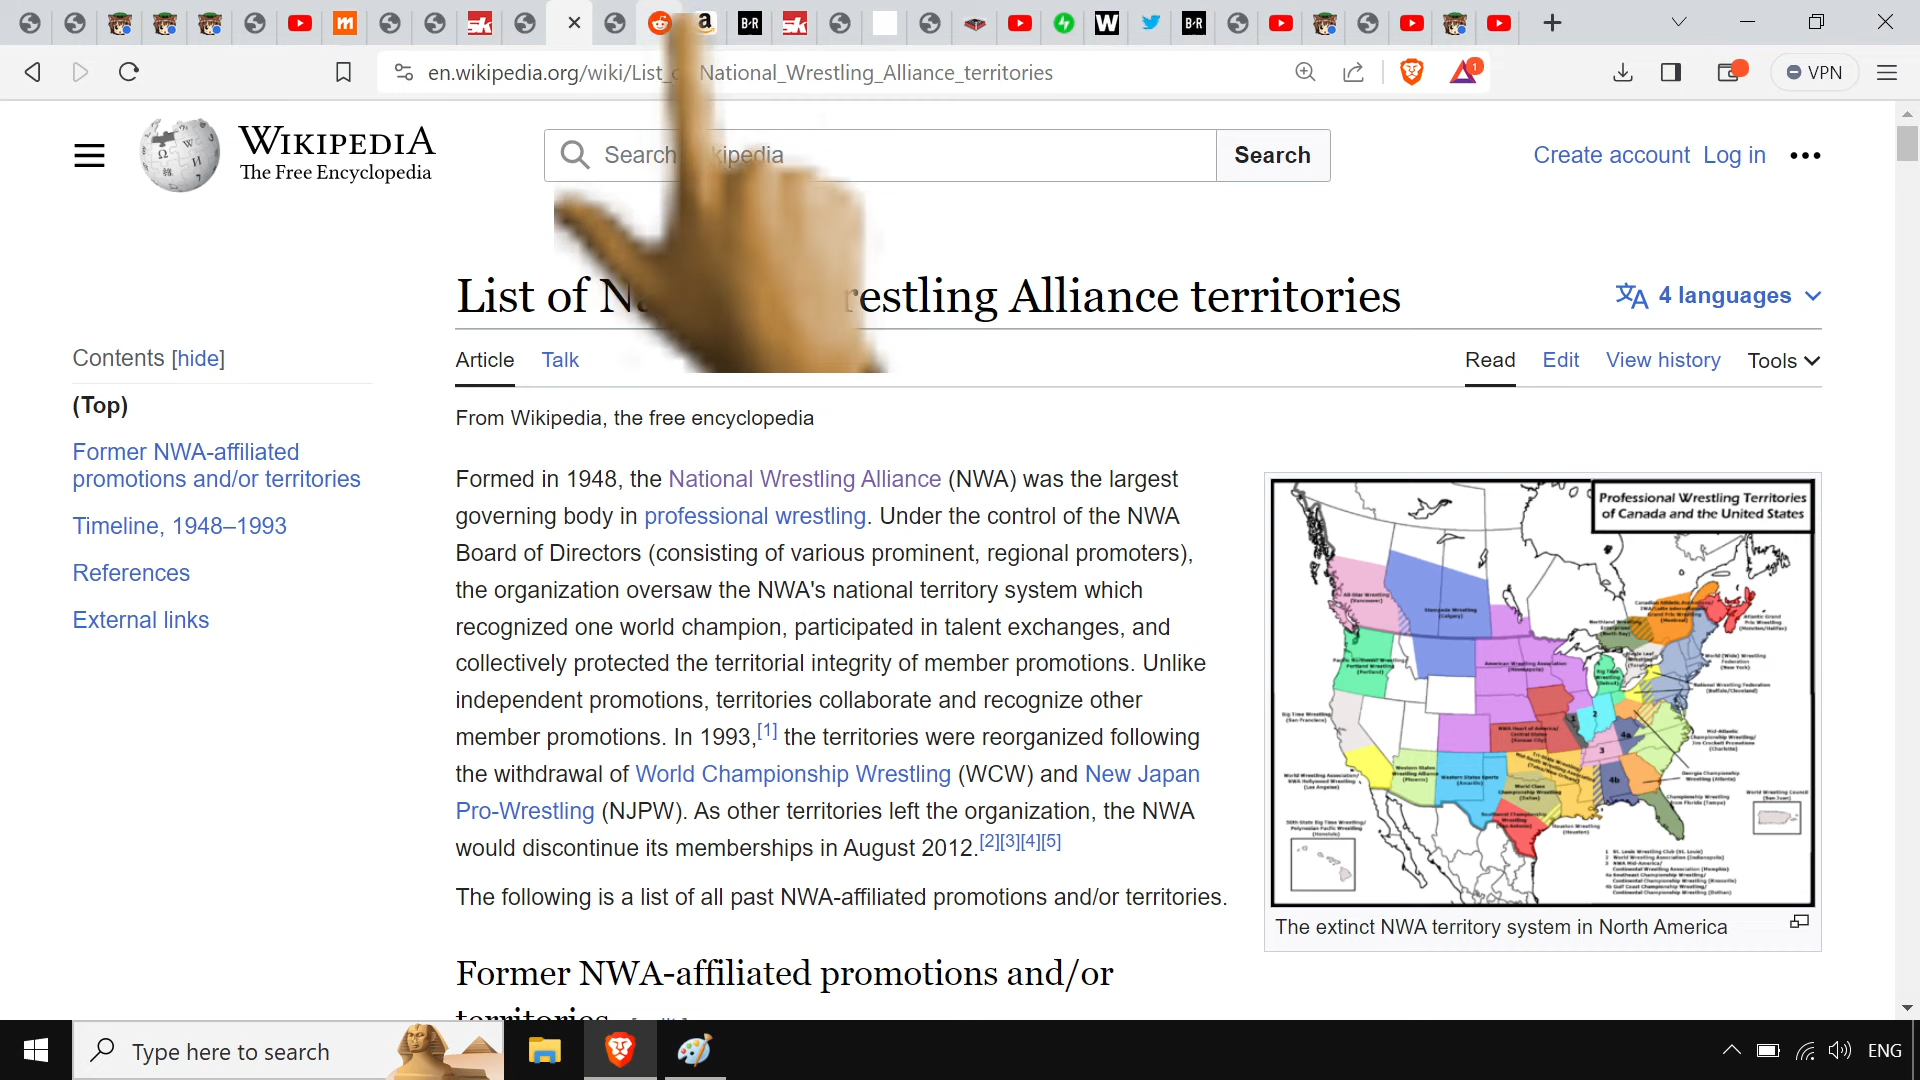 en.wikipedia.org/wiki/List_o National_Wrestling_Alliance_territories
1
VPN
WIKIPEDIA
The Free Encyclopedia
Search kipedia
Search
Create account Log in
List of N restling Alliance territories
4 languages
Contents [hide]
Article Talk
Read Edit View history Tools
(Top)
From Wikipedia, the free encyclopedia
Former NWA-affiliated
promotions and/or territories
Timeline, 1948–1993
References
External links
Formed in 1948, the National Wrestling Alliance (NWA) was the largest
governing body in professional wrestling. Under the control of the NWA
Board of Directors (consisting of various prominent, regional promoters),
the organization oversaw the NWA's national territory system which
recognized one world champion, participated in talent exchanges, and
collectively protected the territorial integrity of member promotions. Unlike
independent promotions, territories collaborate and recognize other
member promotions. In 1993,[1] the territories were reorganized following
the withdrawal of World Championship Wrestling (WCW) and New Japan
Pro-Wrestling (NJPW). As other territories left the organization, the NWA
would discontinue its memberships in August 2012.[2][3][4][5]
The following is a list of all past NWA-affiliated promotions and/or territories.
Professional Wrestling Territories
of Canada and the United States
The extinct NWA territory system in North America
Former NWA-affiliated promotions and/or
territories
Type here to search
ENG